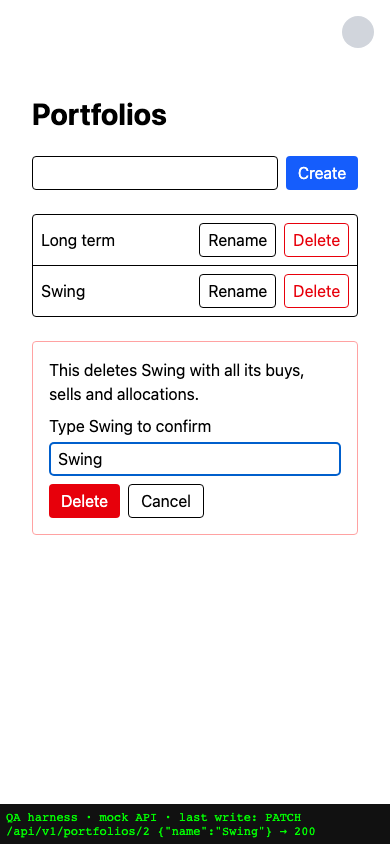 Portfolios
Create
Long term Rename Delete
Swing Rename Delete
This deletes Swing with all its buys,
sells and allocations.
Type Swing to confirm
Swing
Delete Cancel
QA harness · mock API · last write: PATCH
/api/v1/portfolios/2 {"name":"Swing"} → 200